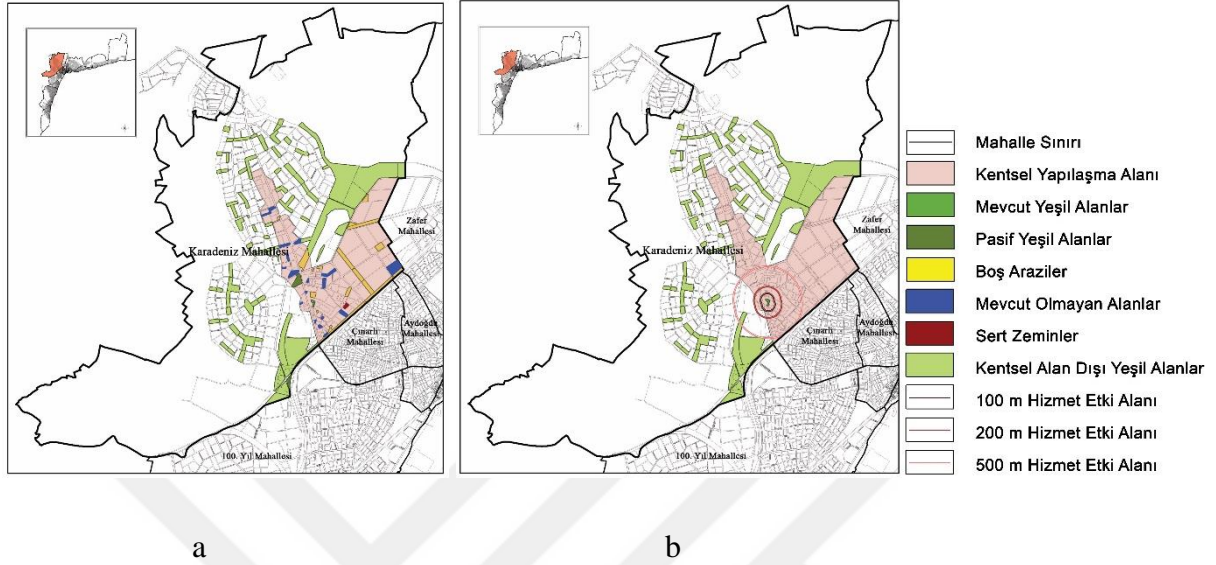 Karadeniz Mahallesi
Zafer
Mahallesi
Çınarlı
Mahallesi
Aydoğdu
Mahallesi
100. Yıl Mahallesi
a
Karadeniz Mahallesi
Zafer
Mahallesi
Çınarlı
Mahallesi
Aydoğdu
Mahallesi
100. Yıl Mahallesi
b
Mahalle Sınırı
Kentsel Yapılaşma Alanı
Mevcut Yeşil Alanlar
Pasif Yeşil Alanlar
Boş Araziler
Mevcut Olmayan Alanlar
Sert Zeminler
Kentsel Alan Dışı Yeşil Alanlar
100 m Hizmet Etki Alanı
200 m Hizmet Etki Alanı
500 m Hizmet Etki Alanı